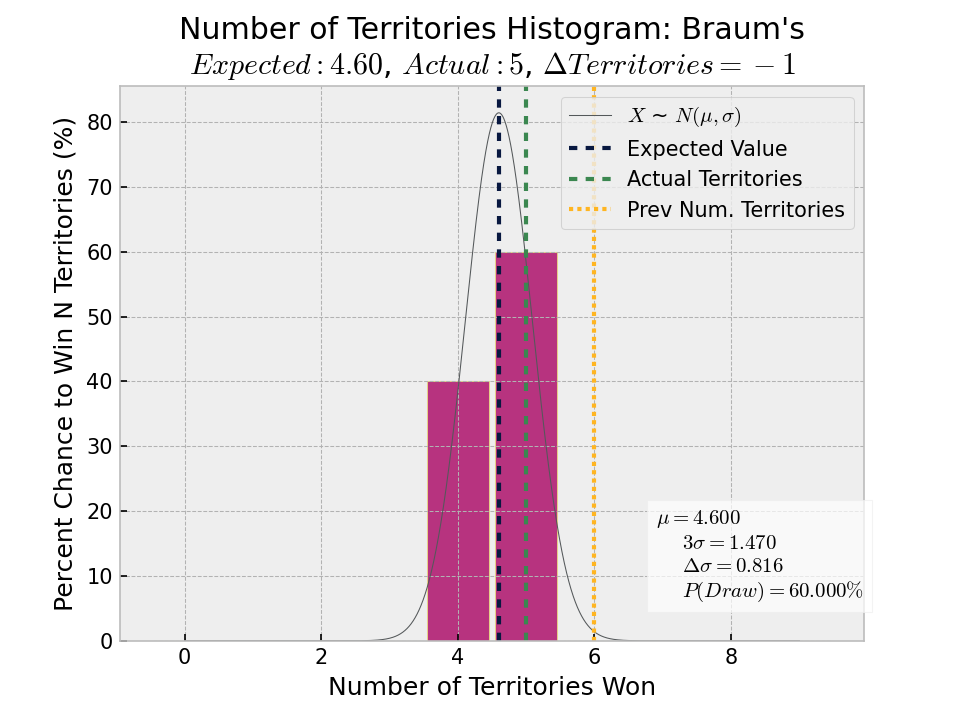 Number of Territories Histogram: Braum's
Expected : 4.60, Actual : 5, ΔTerritories = − 1
Percent Chance to Win N Territories (%)
80
70
60
50
40
30
20
10
0
X ~ N(μ, σ)
Expected Value
Actual Territories
Prev Num. Territories
μ = 4.600
3σ = 1.470
Δσ = 0.816
P(Draw) = 60.000%
0 2 4 6 8
Number of Territories Won